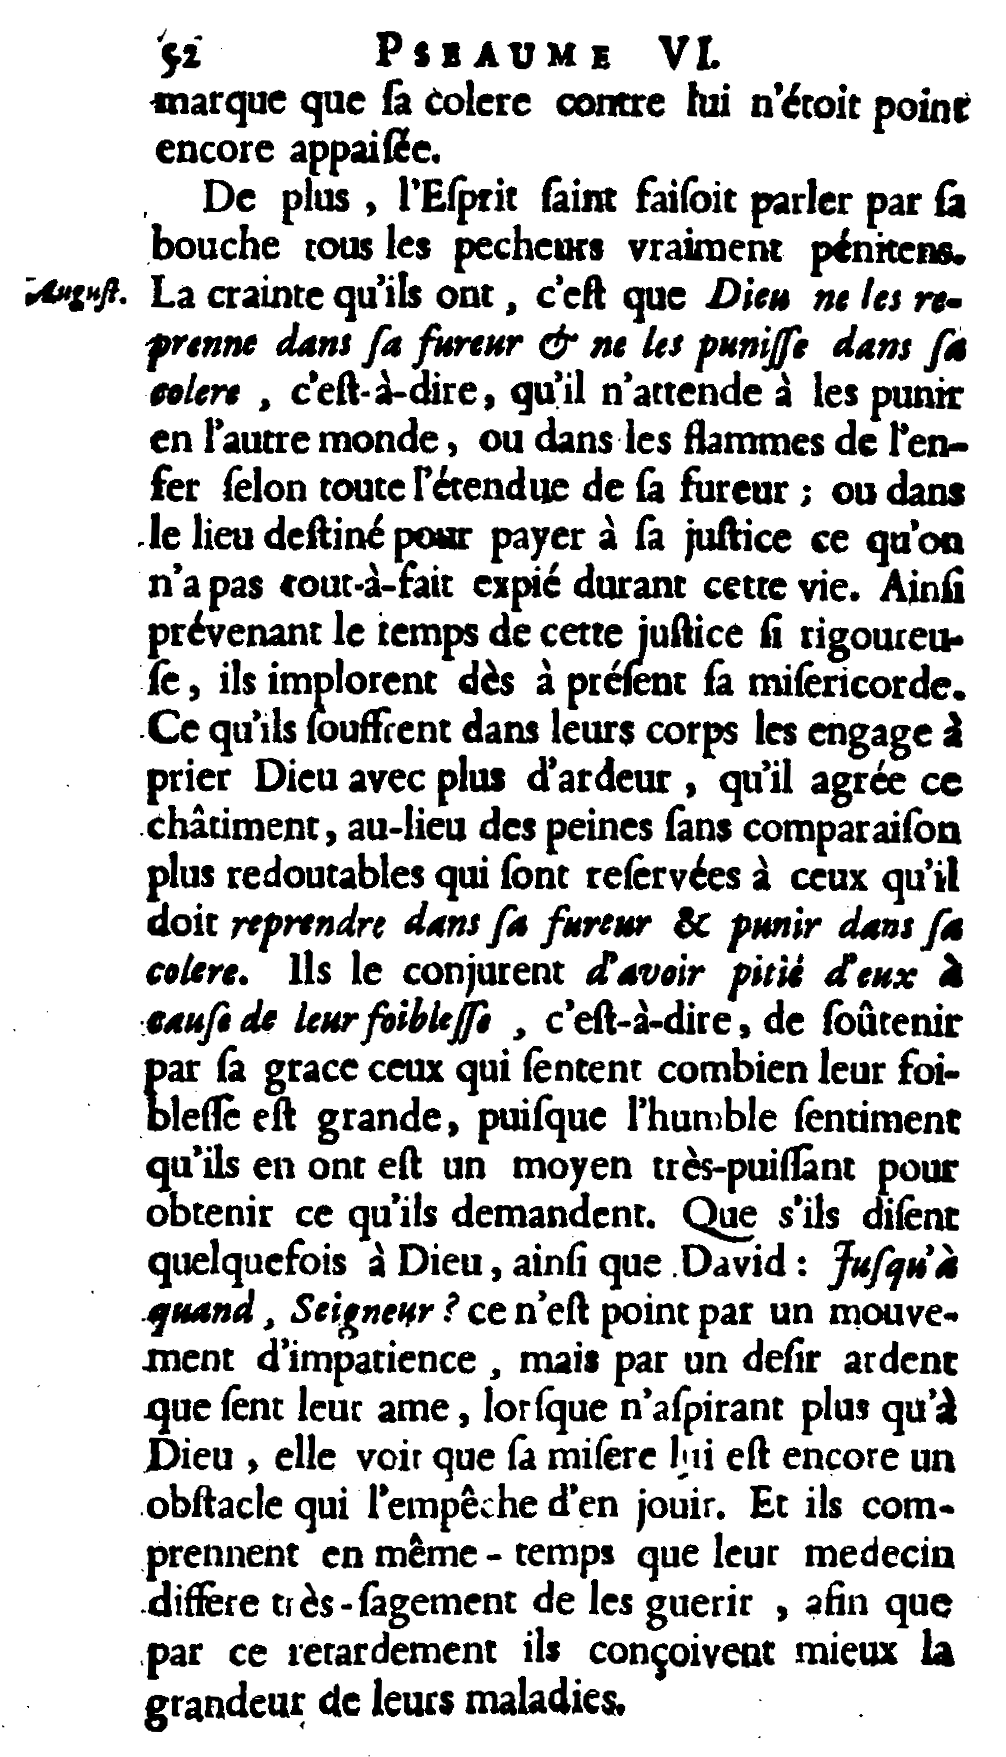 52 PSEAUME VI.
marque que ſa colere contre lui n'étoit point
encore appaiſée.
De plus, l'Eſprit ſaint faiſoit parler par ſa
bouche tous les pecheurs vraiment pénitens.
Auguſt. La crainte qu'ils ont, c'eſt que Dieu ne les re-
prenne dans ſa fureur & ne les puniſſe dans ſa
colere, c'eſt-à-dire, qu'il n'attende à les punir
en l'autre monde, ou dans les flammes de l'en-
fer ſelon toute l'étendue de ſa fureur; ou dans
le lieu deſtiné pour payer à ſa juſtice ce qu'on
n'a pas tout-à-fait expié durant cette vie. Ainſi
prévenant le temps de cette juſtice ſi rigoureu-
ſe, ils implorent dès à préſent ſa miſericorde.
Ce qu'ils ſouffrent dans leurs corps les engage à
prier Dieu avec plus d'ardeur, qu'il agrée ce
châtiment, au-lieu des peines ſans comparaiſon
plus redoutables qui ſont reſervées à ceux qu'il
doit reprendre dans ſa fureur & punir dans ſa
colere. Ils le conjurent d'avoir pitié d'eux à
cauſe de leur foibleſſe, c'eſt-à-dire, de ſoûtenir
par ſa grace ceux qui ſentent combien leur foi-
bleſſe eſt grande, puiſque l'humble ſentiment
qu'ils en ont eſt un moyen très-puiſſant pour
obtenir ce qu'ils demandent. Que s'ils diſent
quelquefois à Dieu, ainſi que David : Juſqu'à
quand, Seigneur ? ce n'eſt point par un mouve-
ment d'impatience, mais par un deſir ardent
que ſent leur ame, lorſque n'aſpirant plus qu'à
Dieu, elle voit que ſa miſere lui eſt encore un
obſtacle qui l'empêche d'en jouir. Et ils com-
prennent en même-temps que leur medecin
differe très-ſagement de les guerir, afin que
par ce retardement ils conçoivent mieux la
grandeur de leurs maladies.